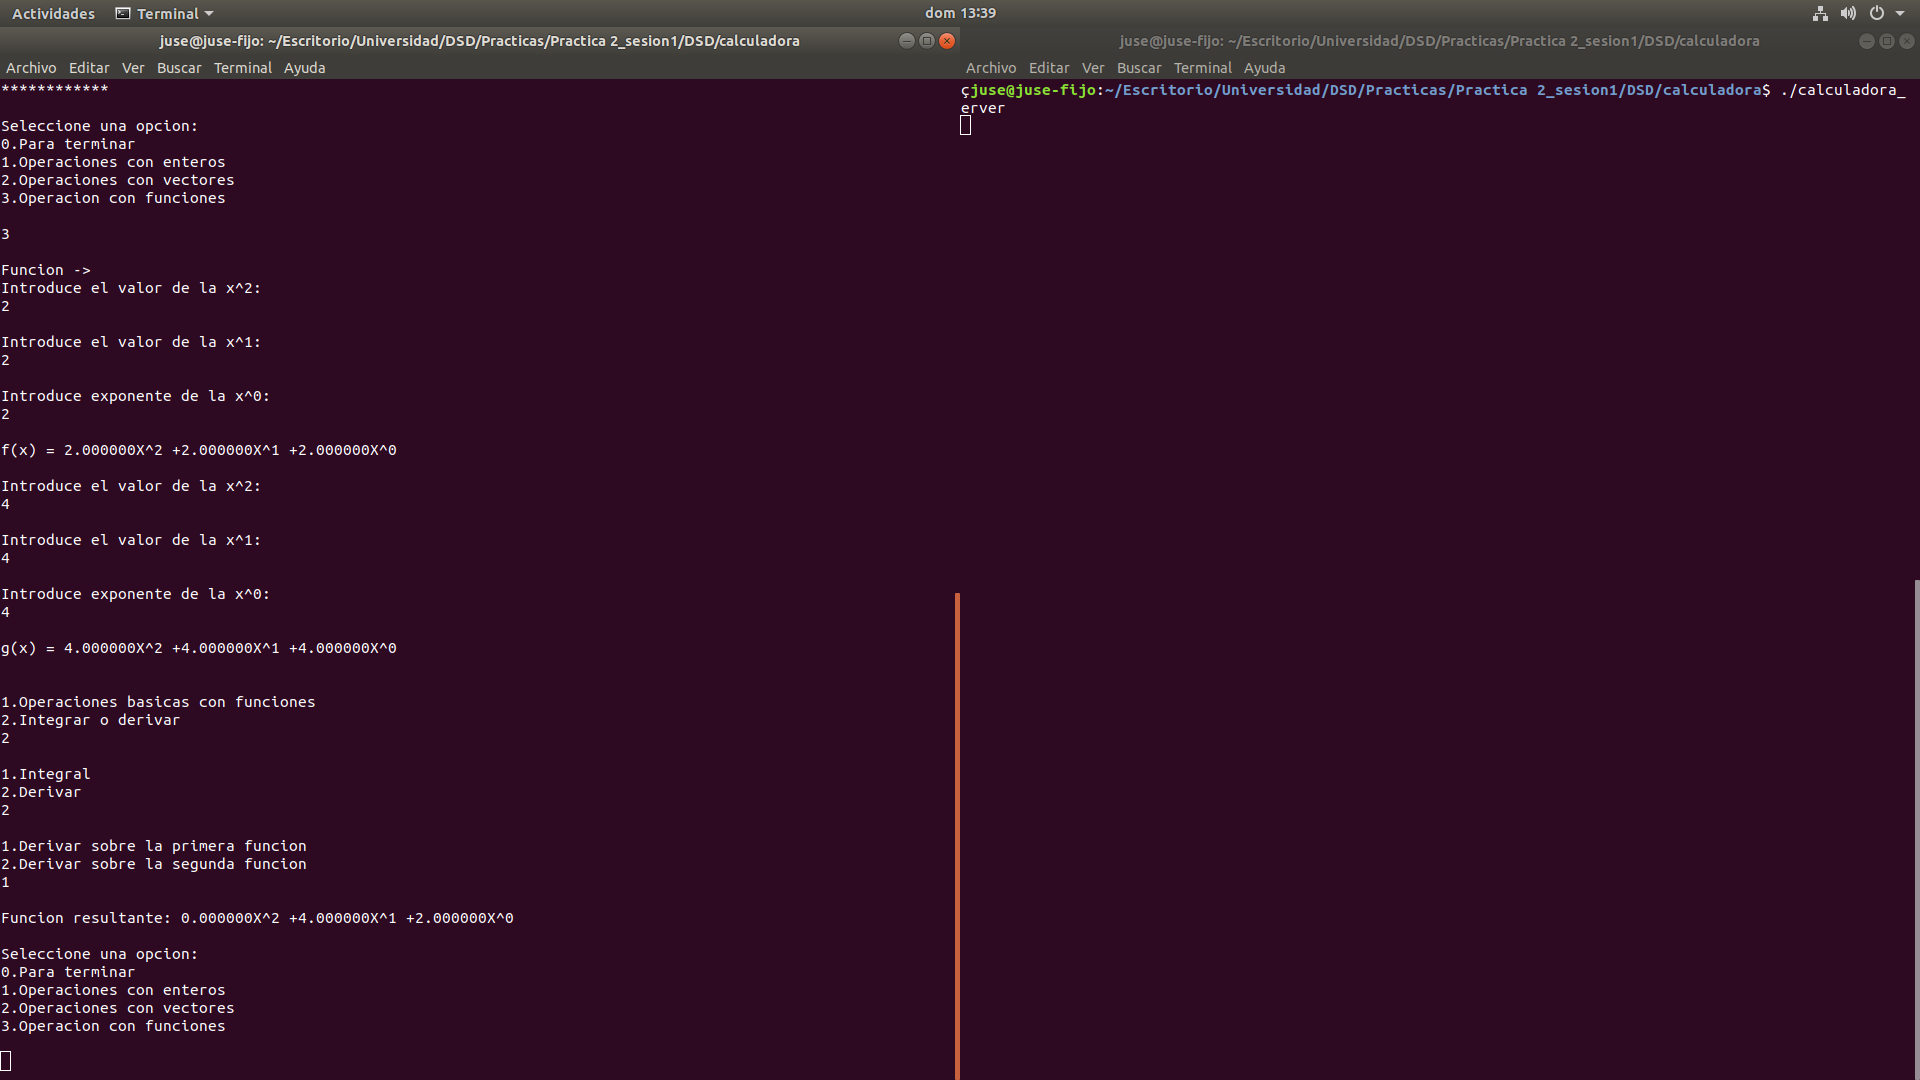 Actividades Terminal dom 13:39
juse@juse-fijo: ~/Escritorio/Universidad/DSD/Practicas/Practica 2_sesion1/DSD/calculadora
Archivo Editar Ver Buscar Terminal Ayuda
************
Seleccione una opcion:
0.Para terminar
1.Operaciones con enteros
2.Operaciones con vectores
3.Operacion con funciones
3
Funcion ->
Introduce el valor de la x^2:
2
Introduce el valor de la x^1:
2
Introduce exponente de la x^0:
2
f(x) = 2.000000X^2 +2.000000X^1 +2.000000X^0
Introduce el valor de la x^2:
4
Introduce el valor de la x^1:
4
Introduce exponente de la x^0:
4
g(x) = 4.000000X^2 +4.000000X^1 +4.000000X^0
1.Operaciones basicas con funciones
2.Integrar o derivar
2
1.Integral
2.Derivar
2
1.Derivar sobre la primera funcion
2.Derivar sobre la segunda funcion
1
Funcion resultante: 0.000000X^2 +4.000000X^1 +2.000000X^0
Seleccione una opcion:
0.Para terminar
1.Operaciones con enteros
2.Operaciones con vectores
3.Operacion con funciones
juse@juse-fijo: ~/Escritorio/Universidad/DSD/Practicas/Practica 2_sesion1/DSD/calculadora
Archivo Editar Ver Buscar Terminal Ayuda
çjuse@juse-fijo:~/Escritorio/Universidad/DSD/Practicas/Practica 2_sesion1/DSD/calculadora$ ./calculadora_
erver